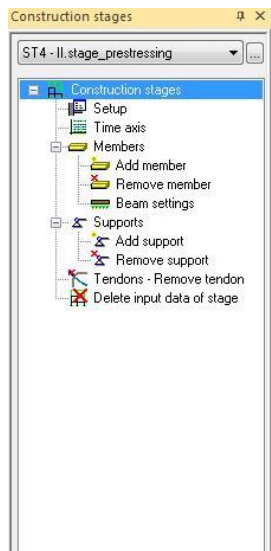 Construction stages
ST4 - II.stage_prestressing
...
Construction stages
Setup
Time axis
Members
Add member
Remove member
Beam settings
Supports
Add support
Remove support
Tendons - Remove tendon
Delete input data of stage